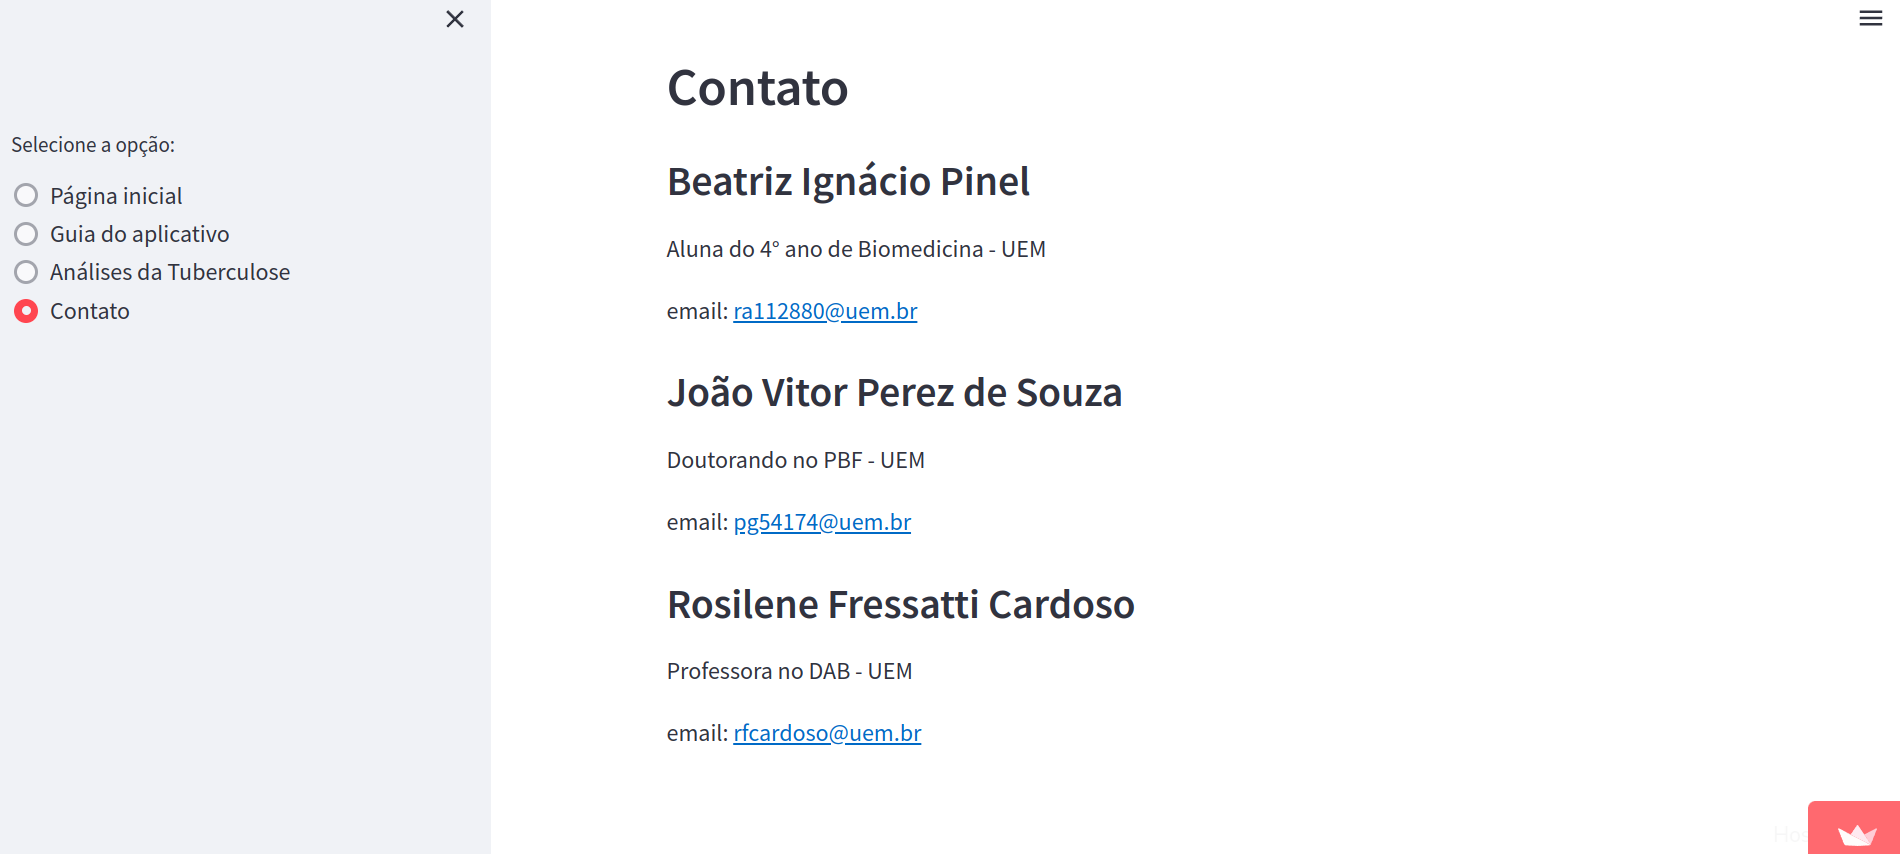 Selecione a opção:
Página inicial
Guia do aplicativo
Análises da Tuberculose
Contato
Contato
Beatriz Ignácio Pinel
Aluna do 4° ano de Biomedicina - UEM
email: ra112880@uem.br
João Vitor Perez de Souza
Doutorando no PBF - UEM
email: pg54174@uem.br
Rosilene Fressatti Cardoso
Professora no DAB - UEM
email: rfcardoso@uem.br